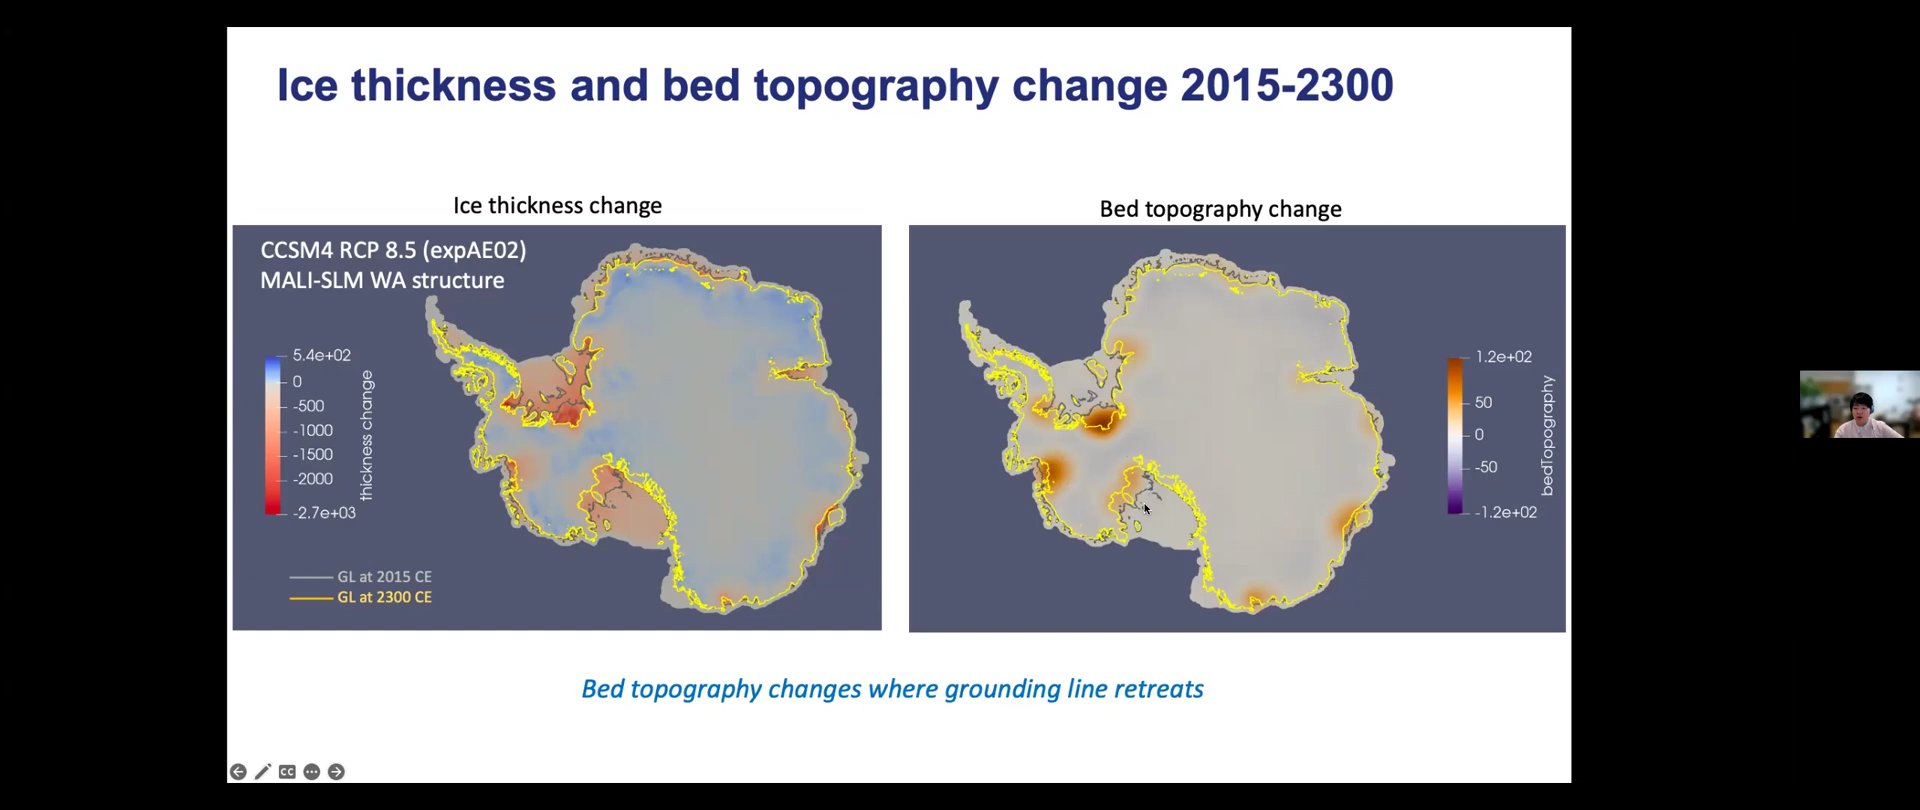 Ice thickness and bed topography change 2015-2300
Ice thickness change
CCSM4 RCP 8.5 (expAE02)
MALI-SLM WA structure
5.4e+02
0
-500
-1000
-1500
-2000
-2.7e+03
thickness change
GL at 2015 CE
GL at 2300 CE
Bed topography change
1.2e+02
50
0
-50
-1.2e+02
bedTopography
Bed topography changes where grounding line retreats
CC